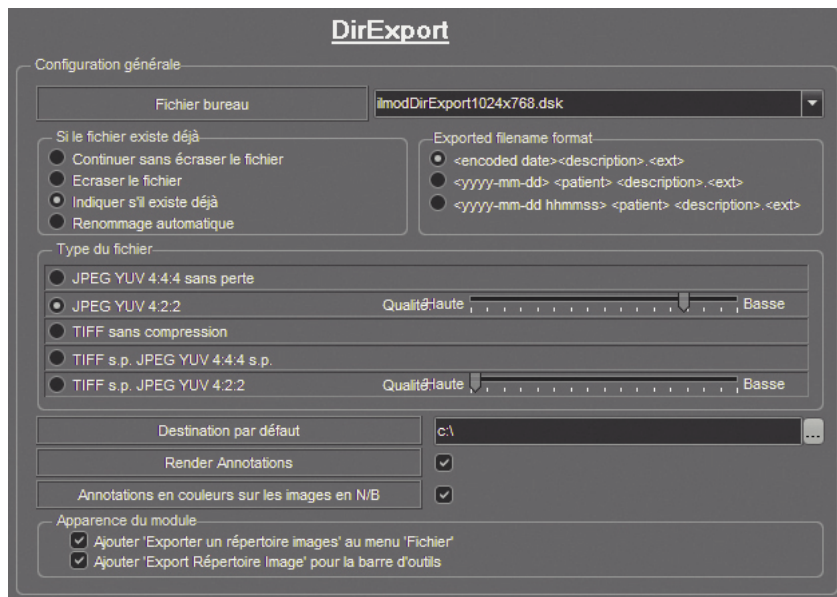 DirExport
Configuration générale
Fichier bureau
ilmodDirExport1024x768.dsk
Si le fichier existe déjà
Continuer sans écraser le fichier
Ecraser le fichier
Indiquer s'il existe déjà
Renommage automatique
Exported filename format
<encoded date><description>.<ext>
<yyyy-mm-dd> <patient> <description>.<ext>
<yyyy-mm-dd hhmmss> <patient> <description>.<ext>
Type du fichier
JPEG YUV 4:4:4 sans perte
JPEG YUV 4:2:2 Qualité Haute Basse
TIFF sans compression
TIFF s.p. JPEG YUV 4:4:4 s.p.
TIFF s.p. JPEG YUV 4:2:2 Qualité Haute Basse
Destination par défaut c:\ ...
Render Annotations
Annotations en couleurs sur les images en N/B
Apparence du module
Ajouter 'Exporter un répertoire images' au menu 'Fichier'
Ajouter 'Export Répertoire Image' pour la barre d'outils